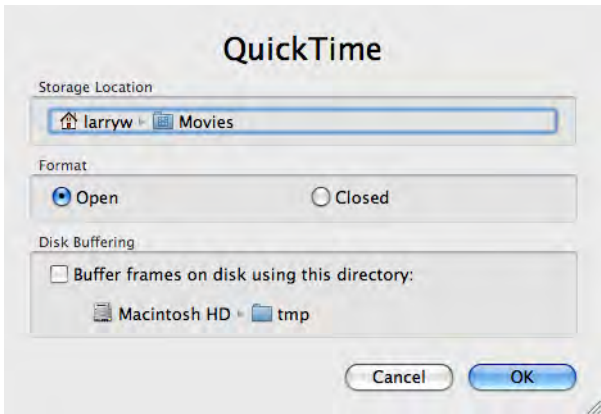 QuickTime
Storage Location
larryw Movies
Format
Open Closed
Disk Buffering
Buffer frames on disk using this directory:
Macintosh HD tmp
Cancel OK